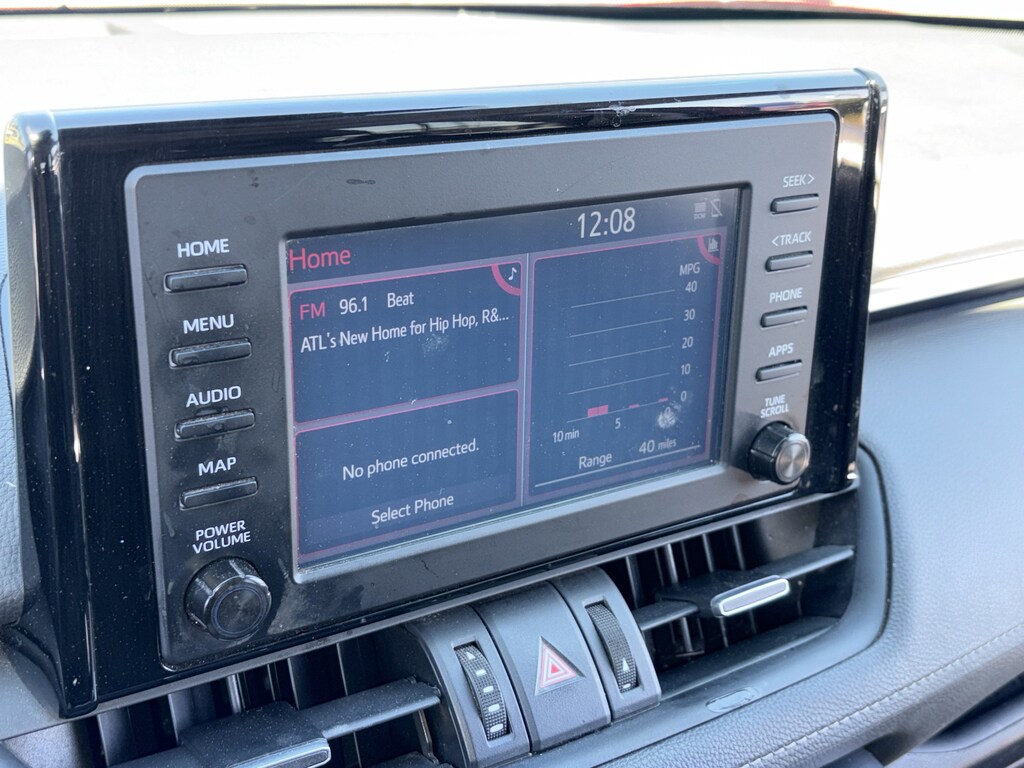 HOME
MENU
AUDIO
MAP
POWER
VOLUME
Home
12:08
DCM
FM 96.1 Beat
ATL's New Home for Hip Hop, R&...
No phone connected.
Select Phone
MPG
40
30
20
10
0
10 min 5 0
Range 40 miles
SEEK >
< TRACK
PHONE
APPS
TUNE
SCROLL